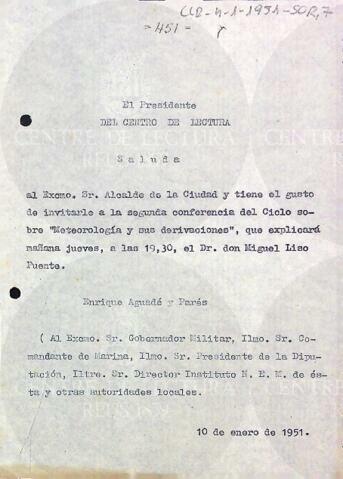 CLB-4-1-1951-SOR,7
=451=
El Presidente
DEL CENTRO DE LECTURA
Saluda
al Excmo. Sr. Alcalde de la Ciudad y tiene el gusto
de invitarle a la segunda conferencia del Ciclo so-
bre "Meteorología y sus derivaciones", que explicará
mañana jueves, a las 19,30, el Dr. don Miguel Liso
Puente.
Enrique Aguadé y Parés
( Al Excmo. Sr. Gobernador Militar, Ilmo. Sr. Co-
mandante de Marina, Ilmo. Sr. Presidente de la Dipu-
tación, Iltre. Sr. Director Instituto N. E. M. de és-
ta y otras autoridades locales.
10 de enero de 1951.
CENTRE DE LECTURA